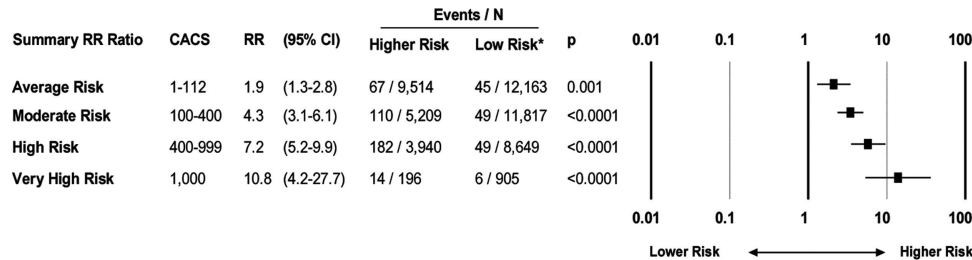 Events / N
Summary RR Ratio CACS RR (95% CI) Higher Risk Low Risk* p 0.01 0.1 1 10 100
Average Risk 1-112 1.9 (1.3-2.8) 67 / 9,514 45 / 12,163 0.001
Moderate Risk 100-400 4.3 (3.1-6.1) 110 / 5,209 49 / 11,817 <0.0001
High Risk 400-999 7.2 (5.2-9.9) 182 / 3,940 49 / 8,649 <0.0001
Very High Risk 1,000 10.8 (4.2-27.7) 14 / 196 6 / 905 <0.0001
0.01 0.1 1 10 100
Lower Risk Higher Risk